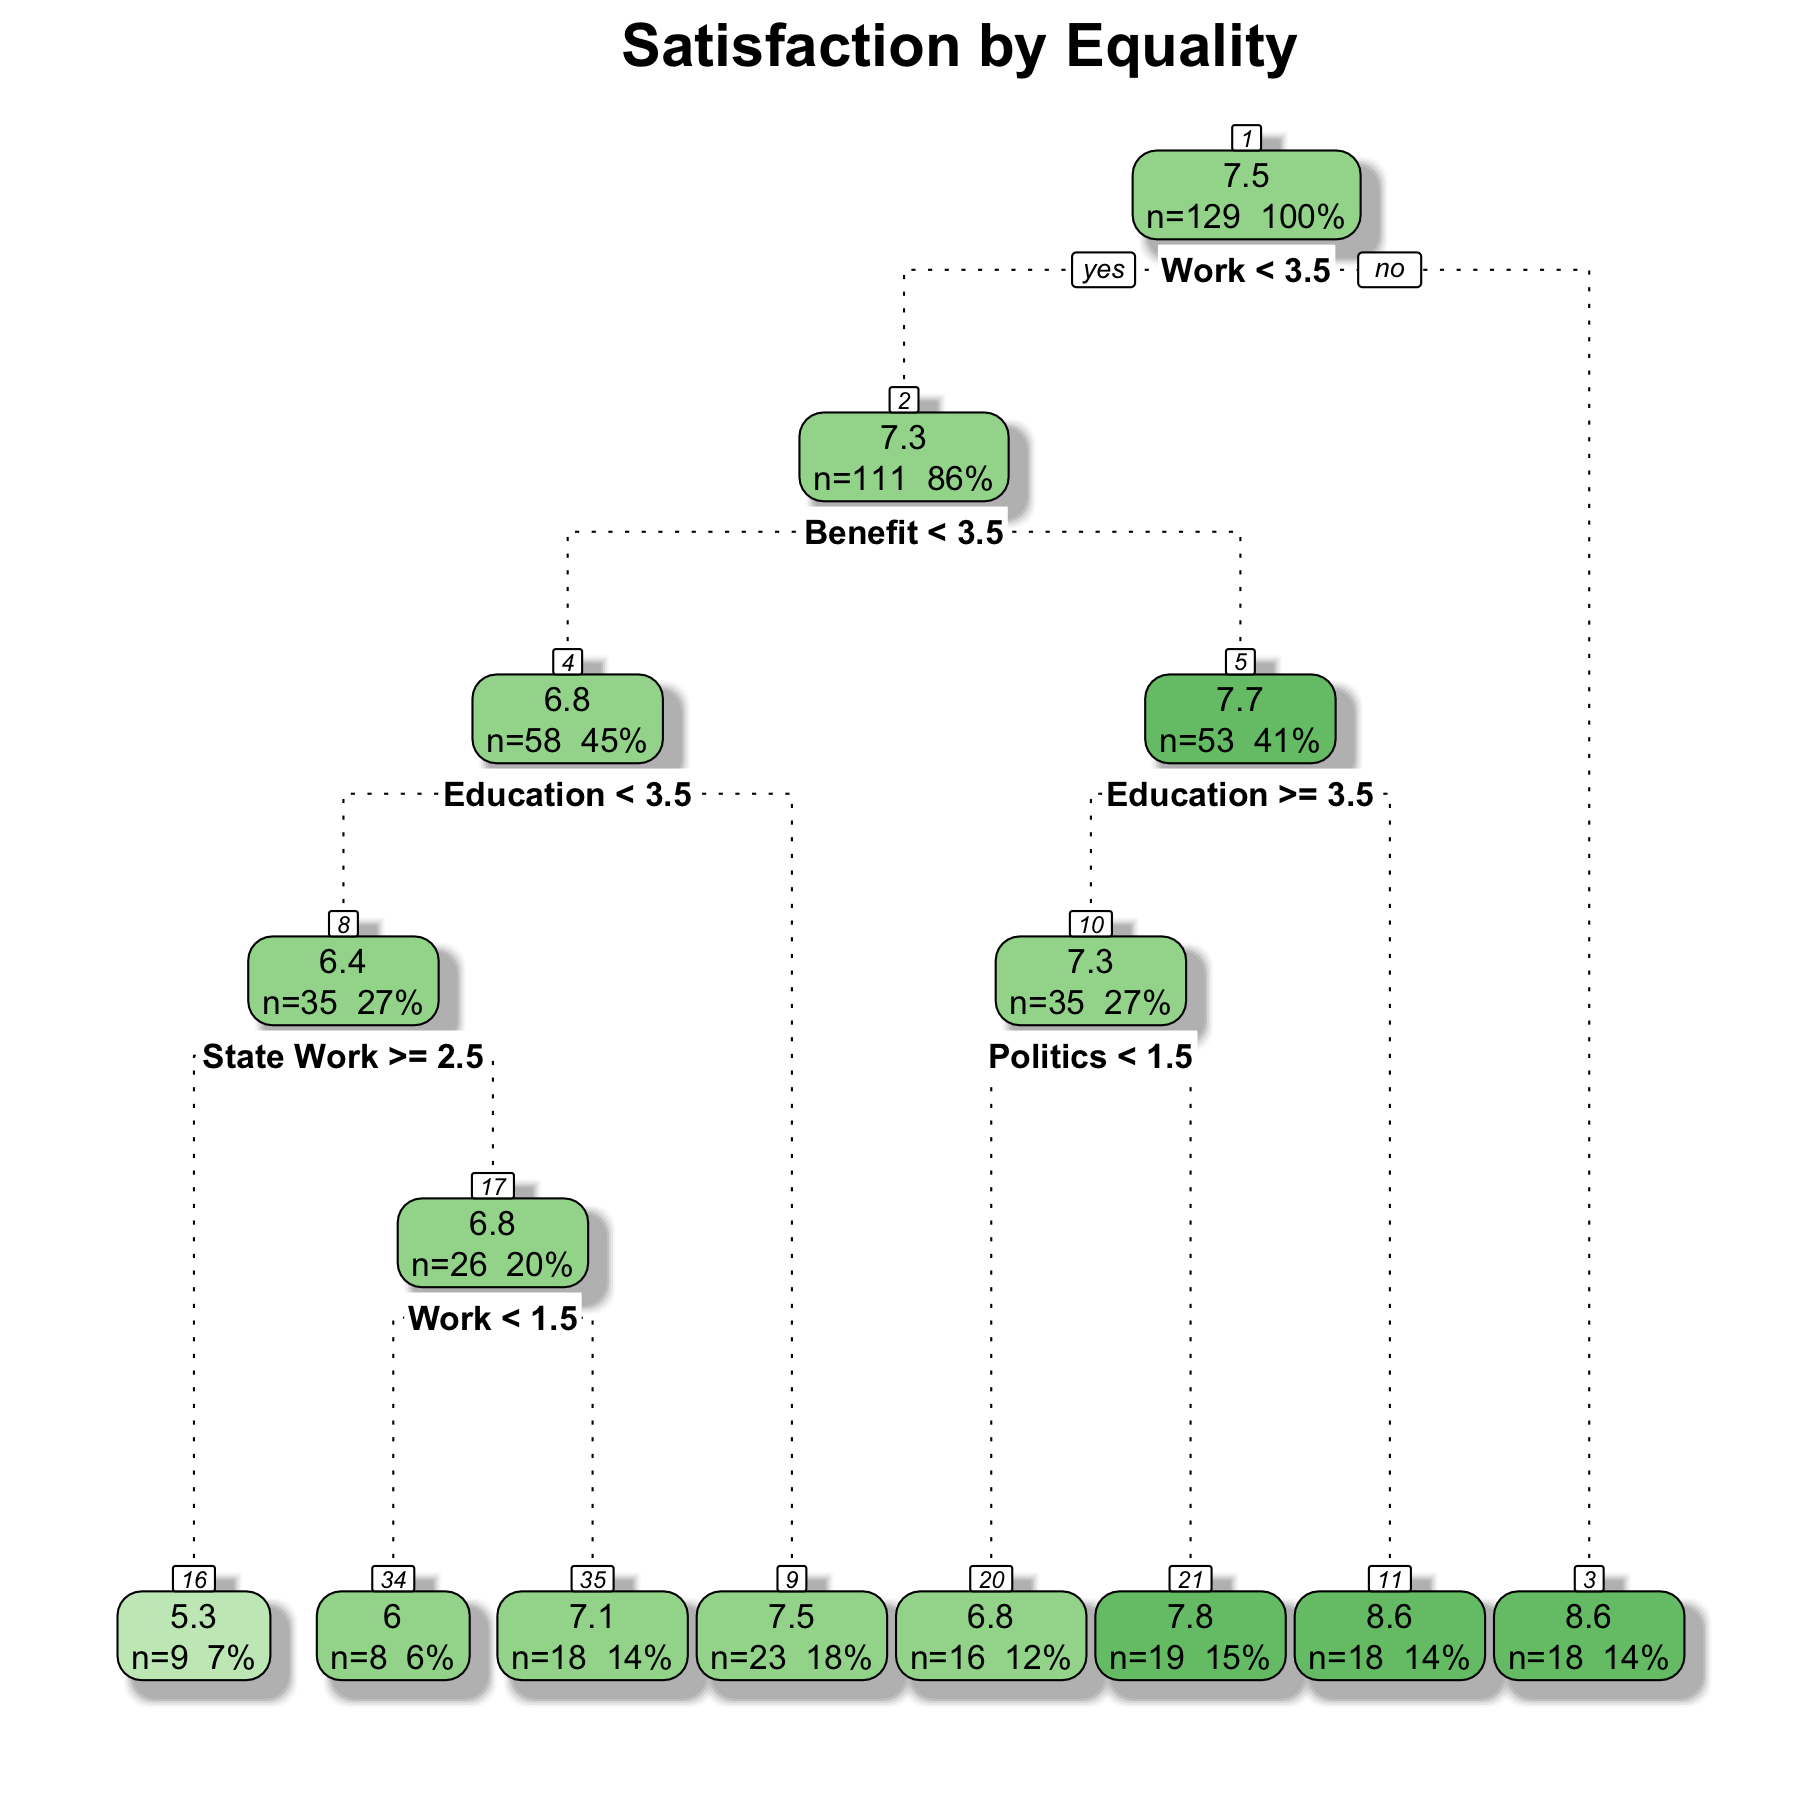 Satisfaction by Equality
1
7.5
n=129 100%
yes Work < 3.5 no
2
7.3
n=111 86%
Benefit < 3.5
4
6.8
n=58 45%
5
7.7
n=53 41%
Education < 3.5
Education >= 3.5
8
6.4
n=35 27%
10
7.3
n=35 27%
State Work >= 2.5
Politics < 1.5
17
6.8
n=26 20%
Work < 1.5
16
5.3
n=9 7%
34
6
n=8 6%
35
7.1
n=18 14%
9
7.5
n=23 18%
20
6.8
n=16 12%
21
7.8
n=19 15%
11
8.6
n=18 14%
3
8.6
n=18 14%